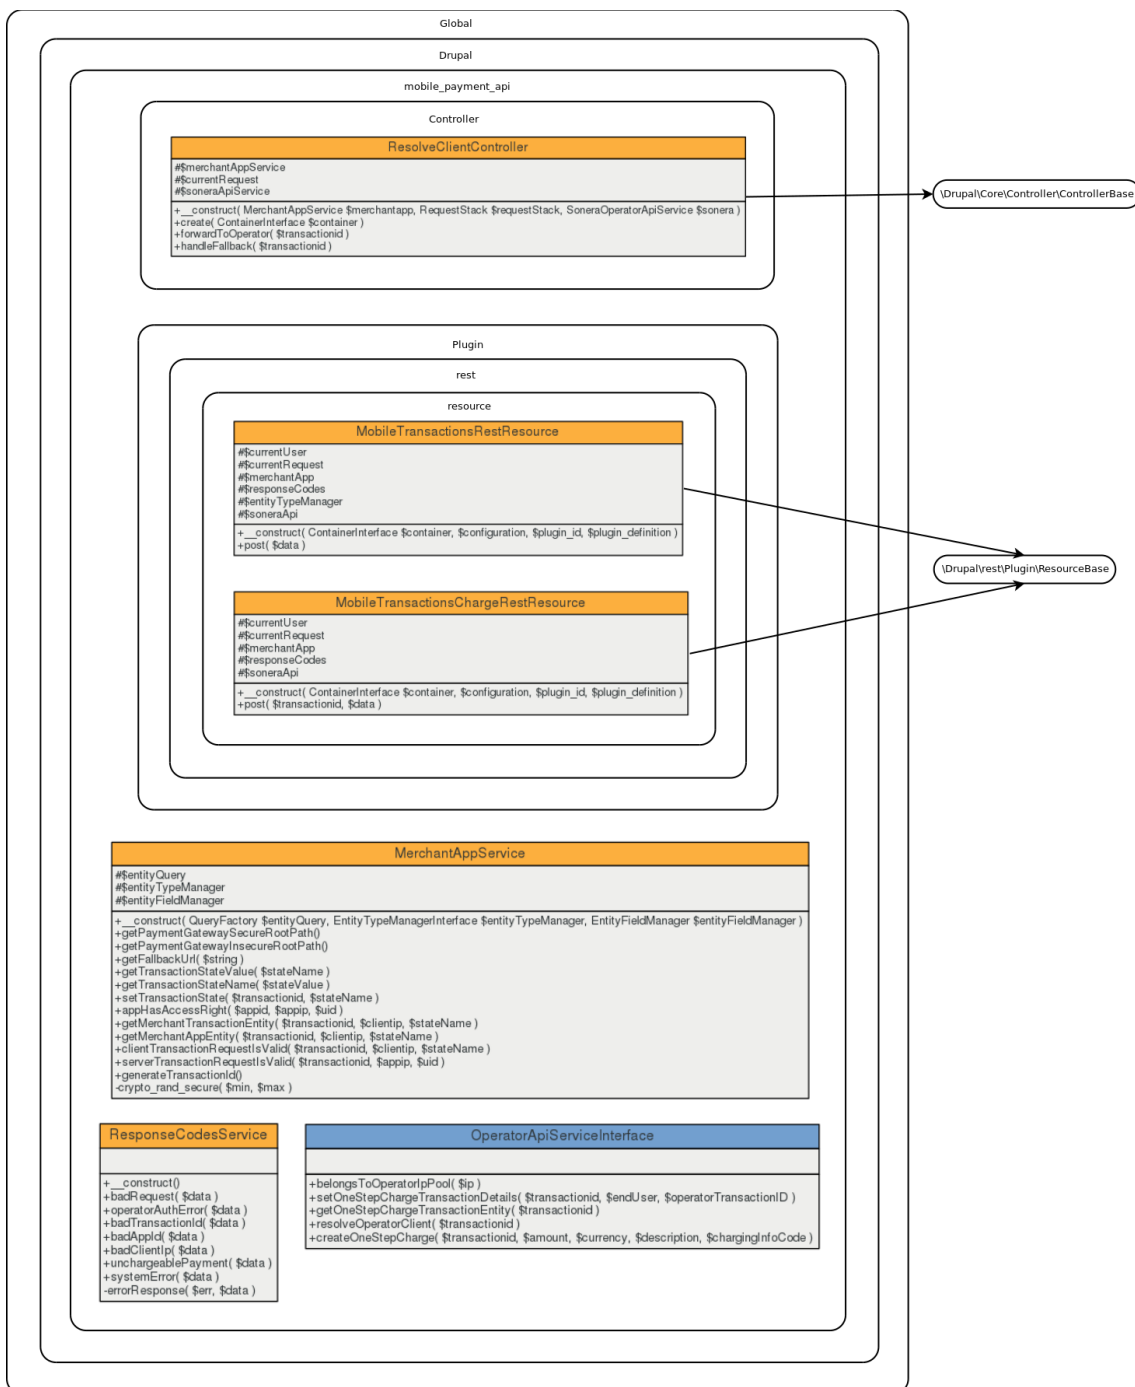 Global
Drupal
mobile_payment_api
Controller
ResolveClientController
#$merchantAppService
#$currentRequest
#$soneraApiService
+__construct( MerchantAppService $merchantapp, RequestStack $requestStack, SoneraOperatorApiService $sonera )
+create( ContainerInterface $container )
+forwardToOperator( $transactionid )
+handleFallback( $transactionid )
\Drupal\Core\Controller\ControllerBase
Plugin
rest
resource
MobileTransactionsRestResource
#$currentUser
#$currentRequest
#$merchantApp
#$responseCodes
#$entityTypeManager
#$soneraApi
+__construct( ContainerInterface $container, $configuration, $plugin_id, $plugin_definition )
+post( $data )
\Drupal\rest\Plugin\ResourceBase
MobileTransactionsChargeRestResource
#$currentUser
#$currentRequest
#$merchantApp
#$responseCodes
#$soneraApi
+__construct( ContainerInterface $container, $configuration, $plugin_id, $plugin_definition )
+post( $transactionid, $data )
MerchantAppService
#$entityQuery
#$entityTypeManager
#$entityFieldManager
+__construct( QueryFactory $entityQuery, EntityTypeManagerInterface $entityTypeManager, EntityFieldManager $entityFieldManager )
+getPaymentGatewaySecureRootPath()
+getPaymentGatewayInsecureRootPath()
+getFallbackUrl( $string )
+getTransactionStateValue( $stateName )
+getTransactionStateName( $stateValue )
+setTransactionState( $transactionid, $stateName )
+appHasAccessRight( $appid, $appip, $uid )
+getMerchantTransactionEntity( $transactionid, $clientip, $stateName )
+getMerchantAppEntity( $transactionid, $clientip, $stateName )
+clientTransactionRequestIsValid( $transactionid, $clientip, $stateName )
+serverTransactionRequestIsValid( $transactionid, $appip, $uid )
+generateTransactionId()
-crypto_rand_secure( $min, $max )
ResponseCodesService
+__construct()
+badRequest( $data )
+operatorAuthError( $data )
+badTransactionId( $data )
+badAppId( $data )
+badClientIp( $data )
+unchargeablePayment( $data )
+systemError( $data )
-errorResponse( $err, $data )
OperatorApiServiceInterface
+belongsToOperatorIpPool( $ip )
+setOneStepChargeTransactionDetails( $transactionid, $endUser, $operatorTransactionID )
+getOneStepChargeTransactionEntity( $transactionid )
+resolveOperatorClient( $transactionid )
+createOneStepCharge( $transactionid, $amount, $currency, $description, $chargingInfoCode )